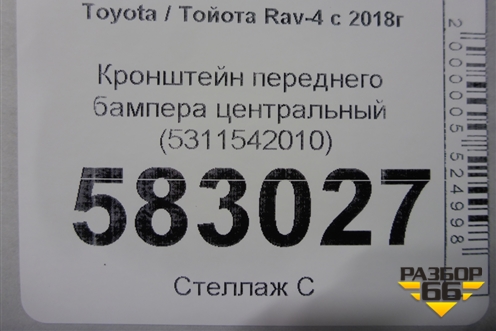 Toyota / Тойота Rav-4 с 2018г
Кронштейн переднего
бампера центральный
(5311542010)
583027
Стеллаж С
2000005524998
РАЗБОР
66